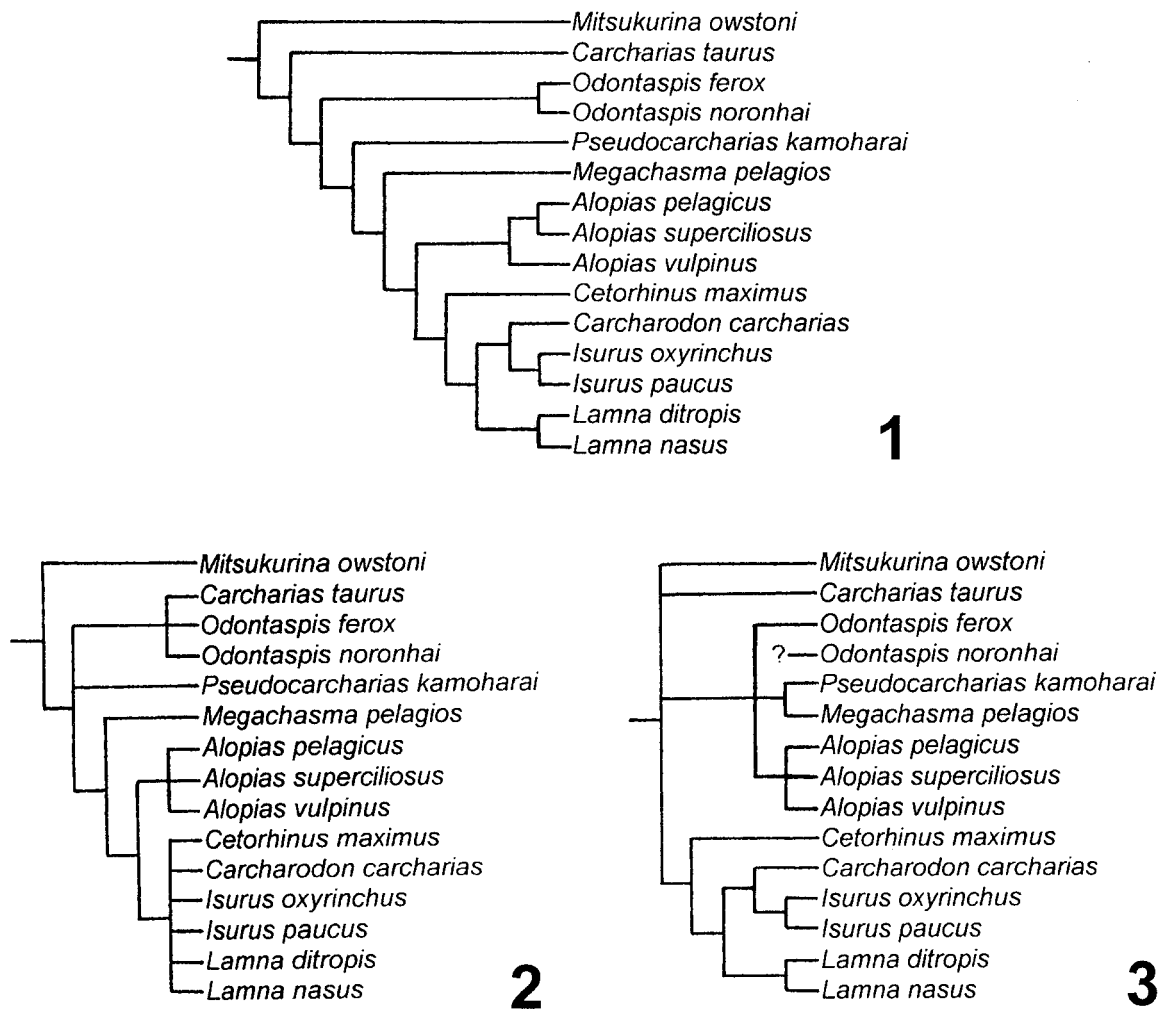 Mitsukurina owstoni
Carcharias taurus
Odontaspis ferox
Odontaspis noronhai
Pseudocarcharias kamoharai
Megachasma pelagios
Alopias pelagicus
Alopias superciliosus
Alopias vulpinus
Cetorhinus maximus
Carcharodon carcharias
Isurus oxyrinchus
Isurus paucus
Lamna ditropis
Lamna nasus
1
Mitsukurina owstoni
Carcharias taurus
Odontaspis ferox
Odontaspis noronhai
Pseudocarcharias kamoharai
Megachasma pelagios
Alopias pelagicus
Alopias superciliosus
Alopias vulpinus
Cetorhinus maximus
Carcharodon carcharias
Isurus oxyrinchus
Isurus paucus
Lamna ditropis
Lamna nasus
2
Mitsukurina owstoni
Carcharias taurus
Odontaspis ferox
? Odontaspis noronhai
Pseudocarcharias kamoharai
Megachasma pelagios
Alopias pelagicus
Alopias superciliosus
Alopias vulpinus
Cetorhinus maximus
Carcharodon carcharias
Isurus oxyrinchus
Isurus paucus
Lamna ditropis
Lamna nasus
3